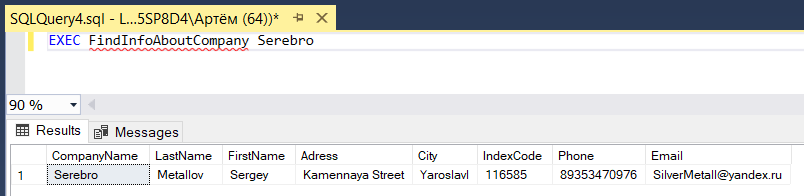 SQLQuery4.sql - L...5SP8D4\Артём (64))*
EXEC FindInfoAboutCompany Serebro
90 %
Results Messages
CompanyName LastName FirstName Adress City IndexCode Phone Email
1 Serebro Metallov Sergey Kamennaya Street Yaroslavl 116585 89353470976 SilverMetall@yandex.ru